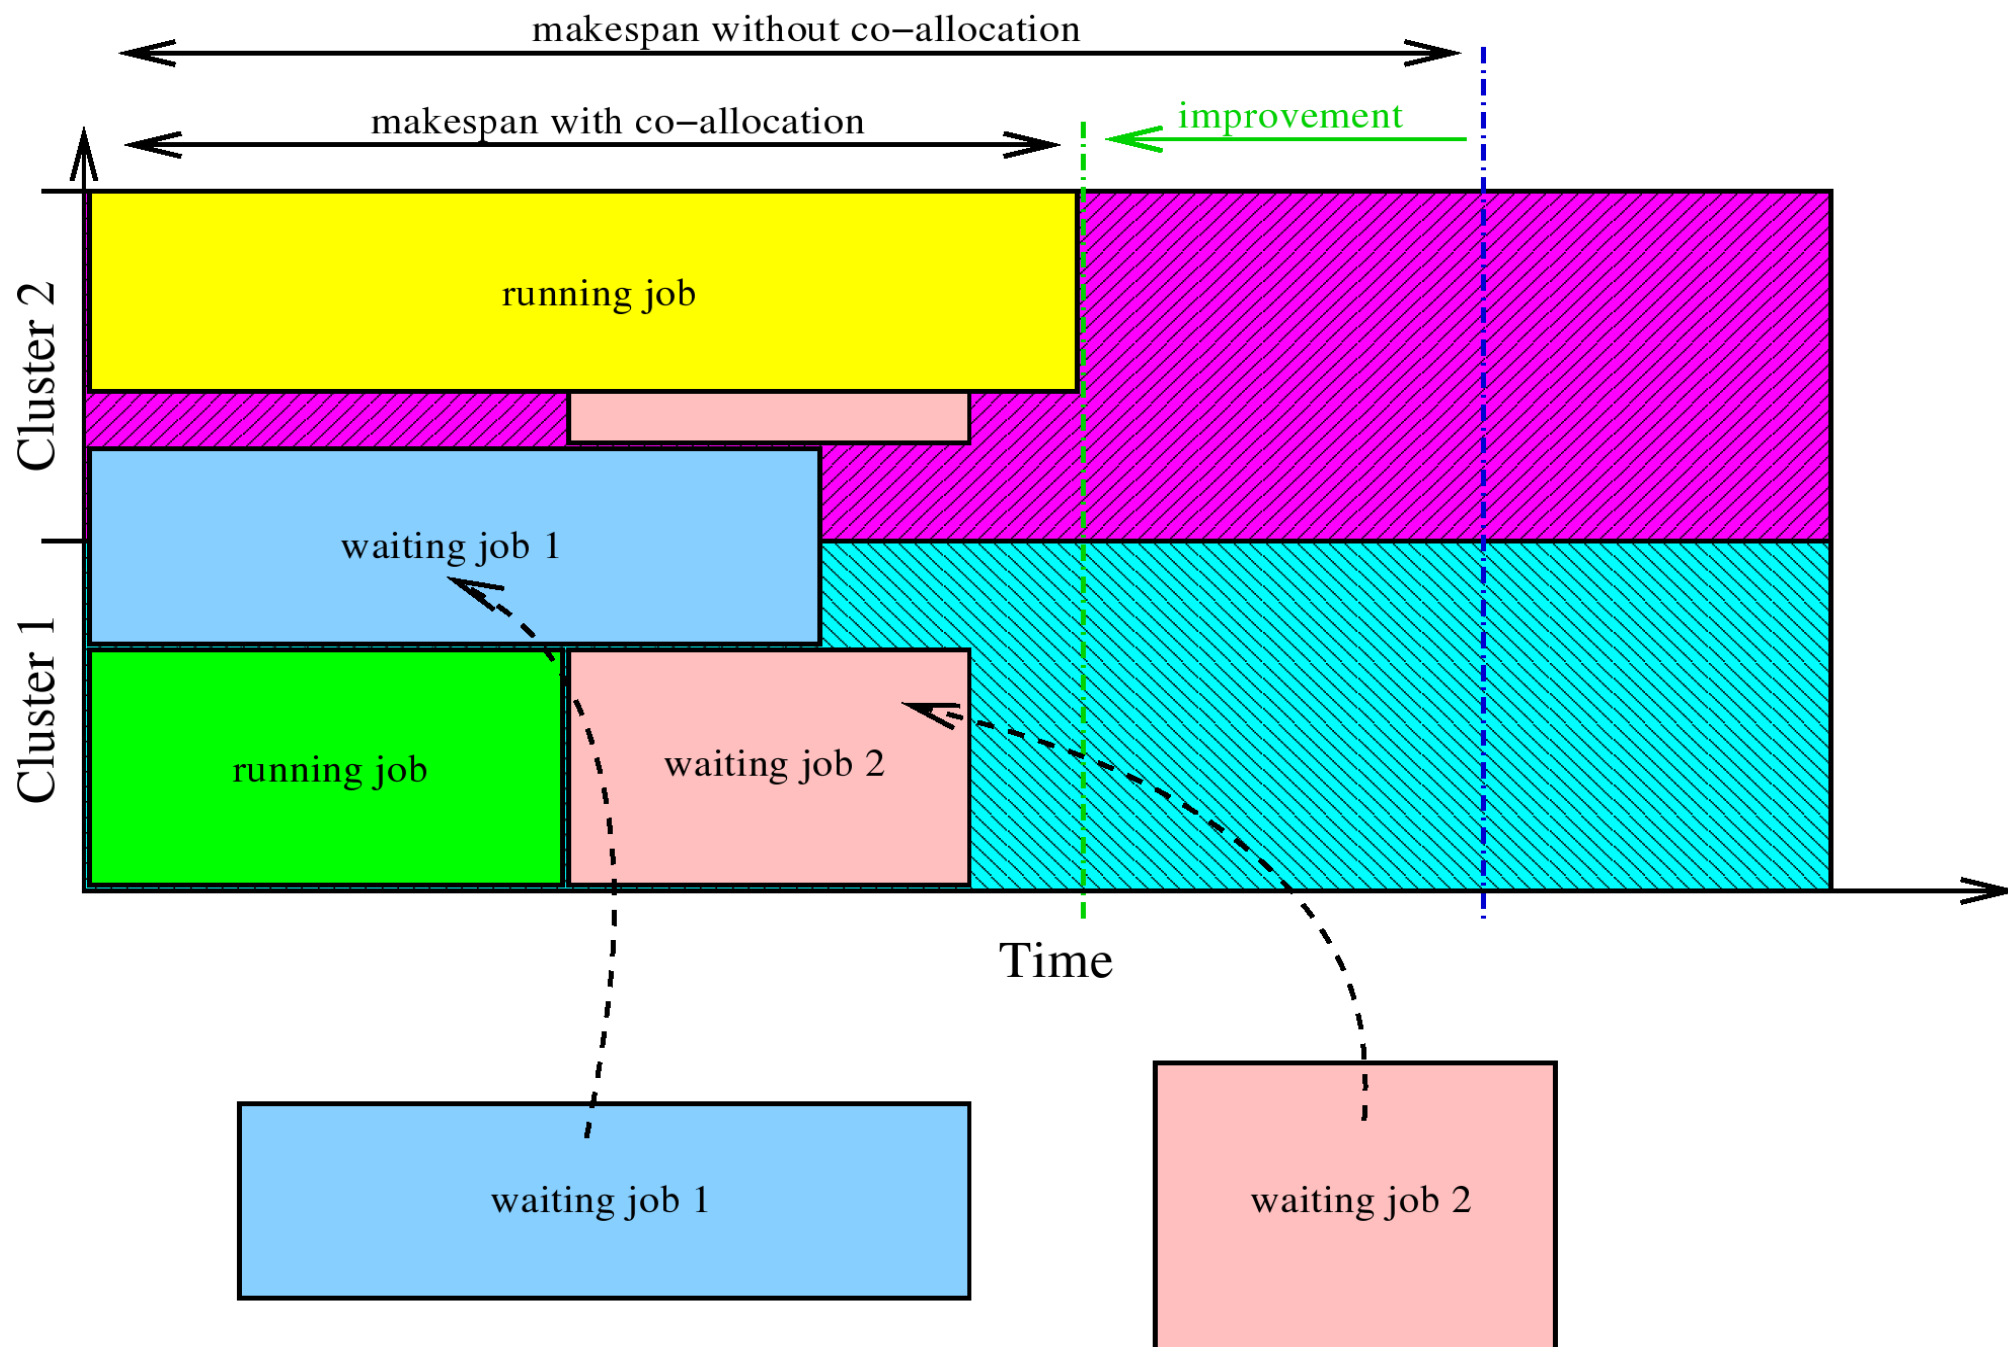 makespan without co−allocation
makespan with co−allocation
improvement
Cluster 2
running job
waiting job 1
Cluster 1
running job
waiting job 2
Time
waiting job 1
waiting job 2